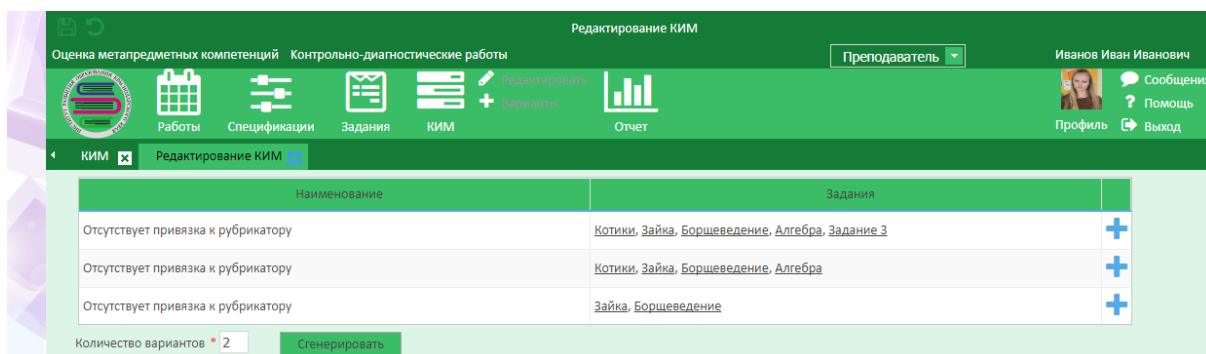 Редактирование КИМ
Оценка метапредметных компетенций Контрольно-диагностические работы Преподаватель Иванов Иван Иванович
Редактировать Сообщения
Варианты ? Помощь
Работы Спецификации Задания КИМ Отчет Профиль Выход
КИМ Редактирование КИМ
Наименование Задания
Отсутствует привязка к рубрикатору Котики, Зайка, Борщеведение, Алгебра, Задание 3
Отсутствует привязка к рубрикатору Котики, Зайка, Борщеведение, Алгебра
Отсутствует привязка к рубрикатору Зайка, Борщеведение
Количество вариантов * 2 Сгенерировать